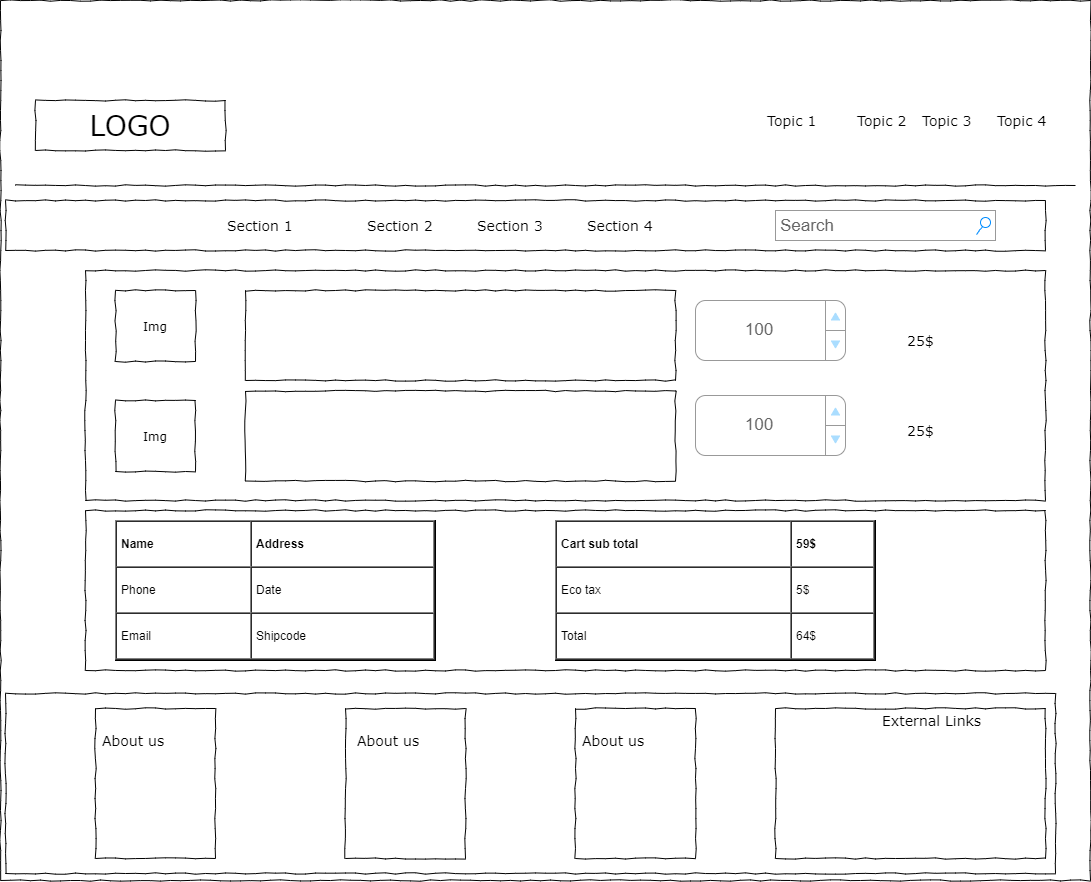 LOGO
Topic 1 Topic 2 Topic 3 Topic 4
Section 1 Section 2 Section 3 Section 4 Search
Img 100 25$
Img 100 25$
Name Address Cart sub total 59$
Phone Date Eco tax 5$
Email Shipcode Total 64$
External Links
About us About us About us